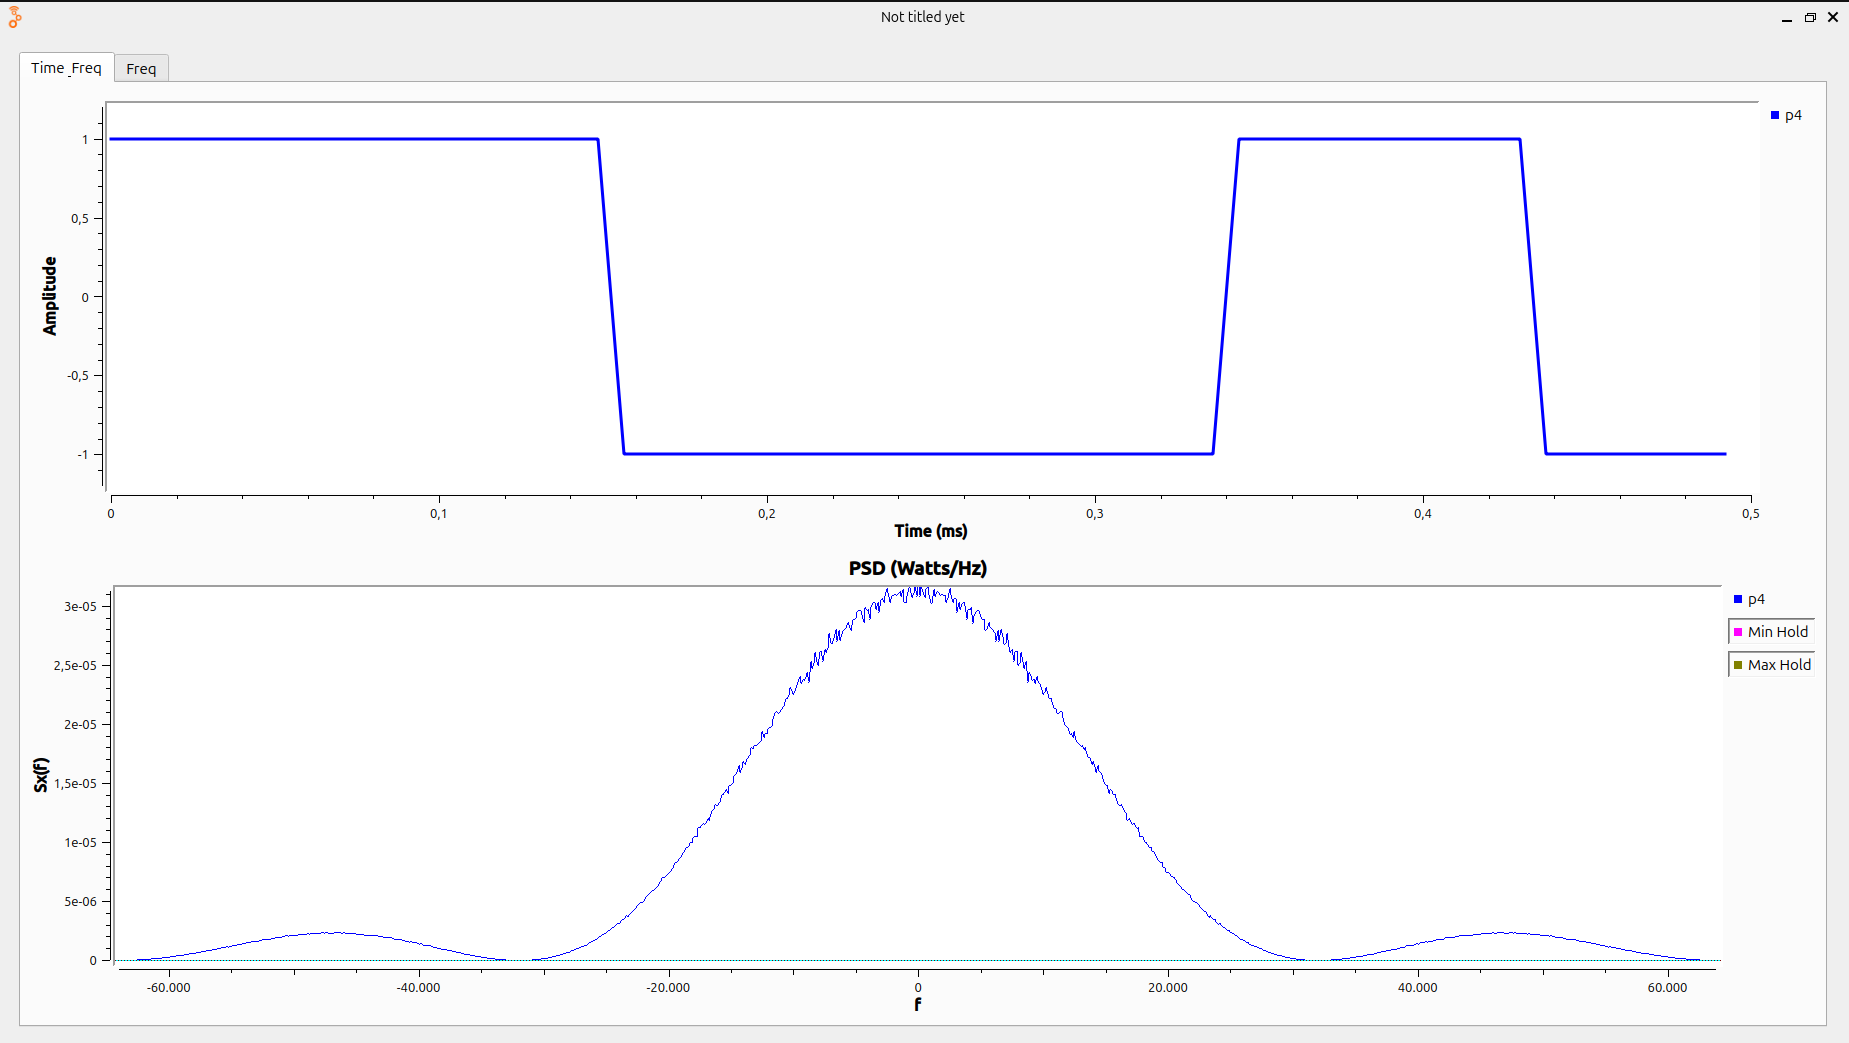 Not titled yet
Time_Freq
Freq
p4
1
0,5
0
-0,5
-1
Amplitude
0
0,1
0,2
0,3
0,4
0,5
Time (ms)
PSD (Watts/Hz)
p4
Min Hold
Max Hold
3e-05
2,5e-05
2e-05
1,5e-05
1e-05
5e-06
0
Sx(f)
-60.000
-40.000
-20.000
0
20.000
40.000
60.000
f